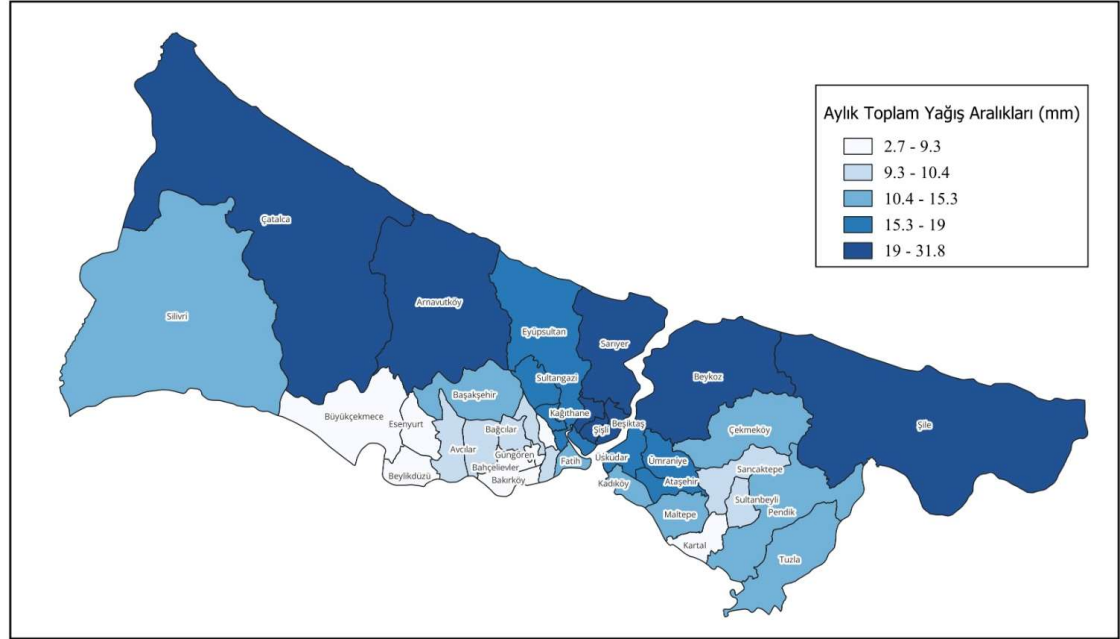 Aylık Toplam Yağış Aralıkları (mm)
2.7 - 9.3
9.3 - 10.4
10.4 - 15.3
15.3 - 19
19 - 31.8
Çatalca
Silivri
Arnavutköy
Eyüpsultan
Sarıyer
Beykoz
Şile
Sultangazi
Başakşehir
Büyükçekmece
Esenyurt
Kağıthane
Şişli
Beşiktaş
Çekmeköy
Avcılar
Bağcılar
Güngören
Bahçelievler
Bakırköy
Beylikdüzü
Fatih
Üsküdar
Ümraniye
Ataşehir
Kadıköy
Sancaktepe
Sultanbeyli
Pendik
Maltepe
Kartal
Tuzla